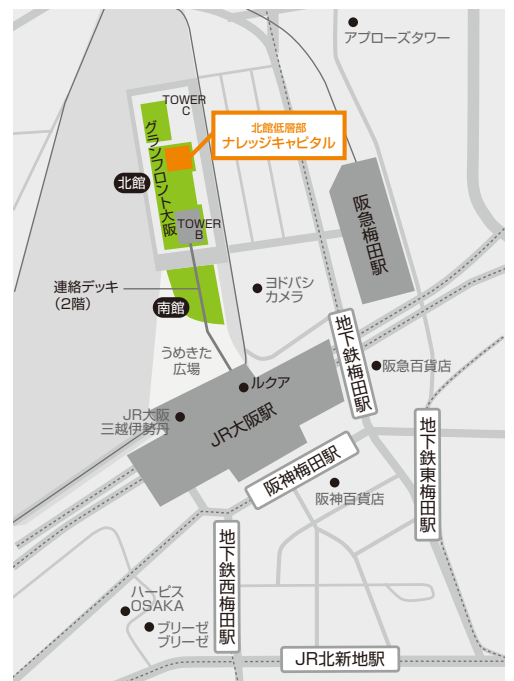 アプローズタワー
TOWER
C
北館低層部
ナレッジキャピタル
グランフロント大阪
北館
阪急梅田駅
TOWER
B
連絡デッキ
（2階）
南館
ヨドバシ
カメラ
うめきた
広場
地下鉄梅田駅
阪急百貨店
ルクア
JR大阪
三越伊勢丹
JR大阪駅
地下鉄東梅田駅
阪神梅田駅
阪神百貨店
地下鉄西梅田駅
ハービス
OSAKA
ブリーゼ
ブリーゼ
JR北新地駅